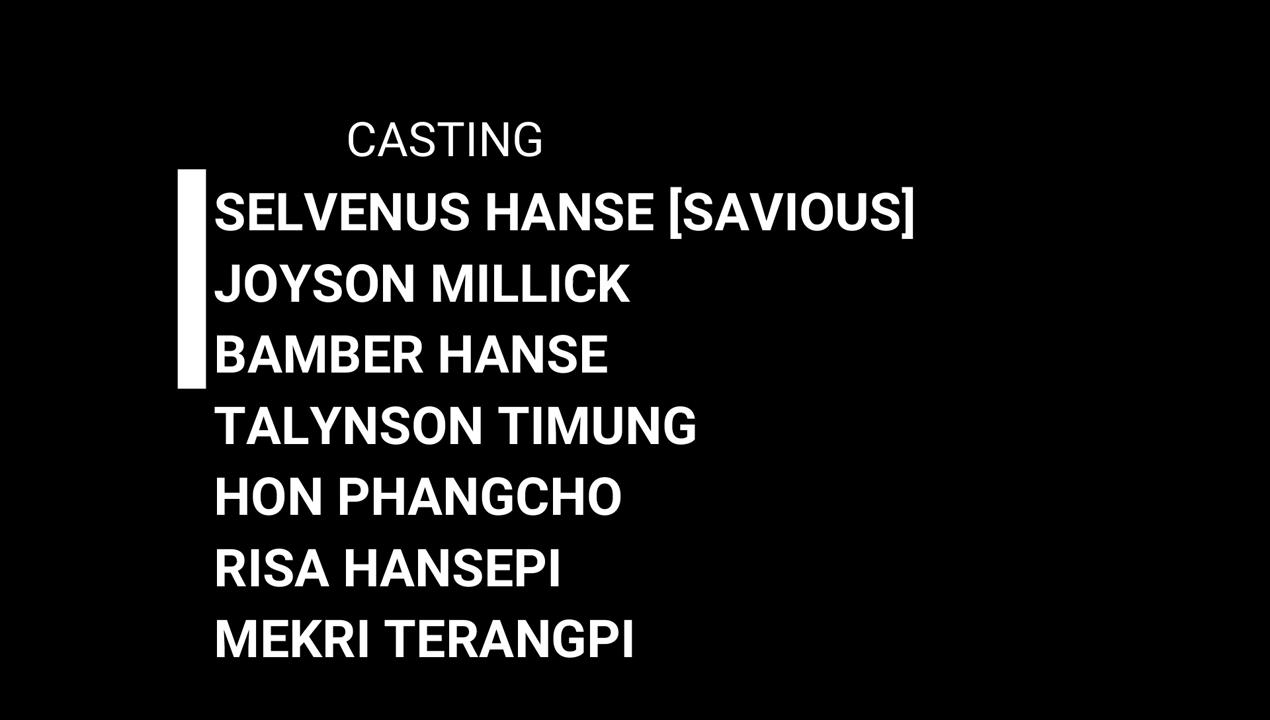 CASTING
SELVENUS HANSE [SAVIOUS]
JOYSON MILLICK
BAMBER HANSE
TALYNSON TIMUNG
HON PHANGCHO
RISA HANSEPI
MEKRI TERANGPI